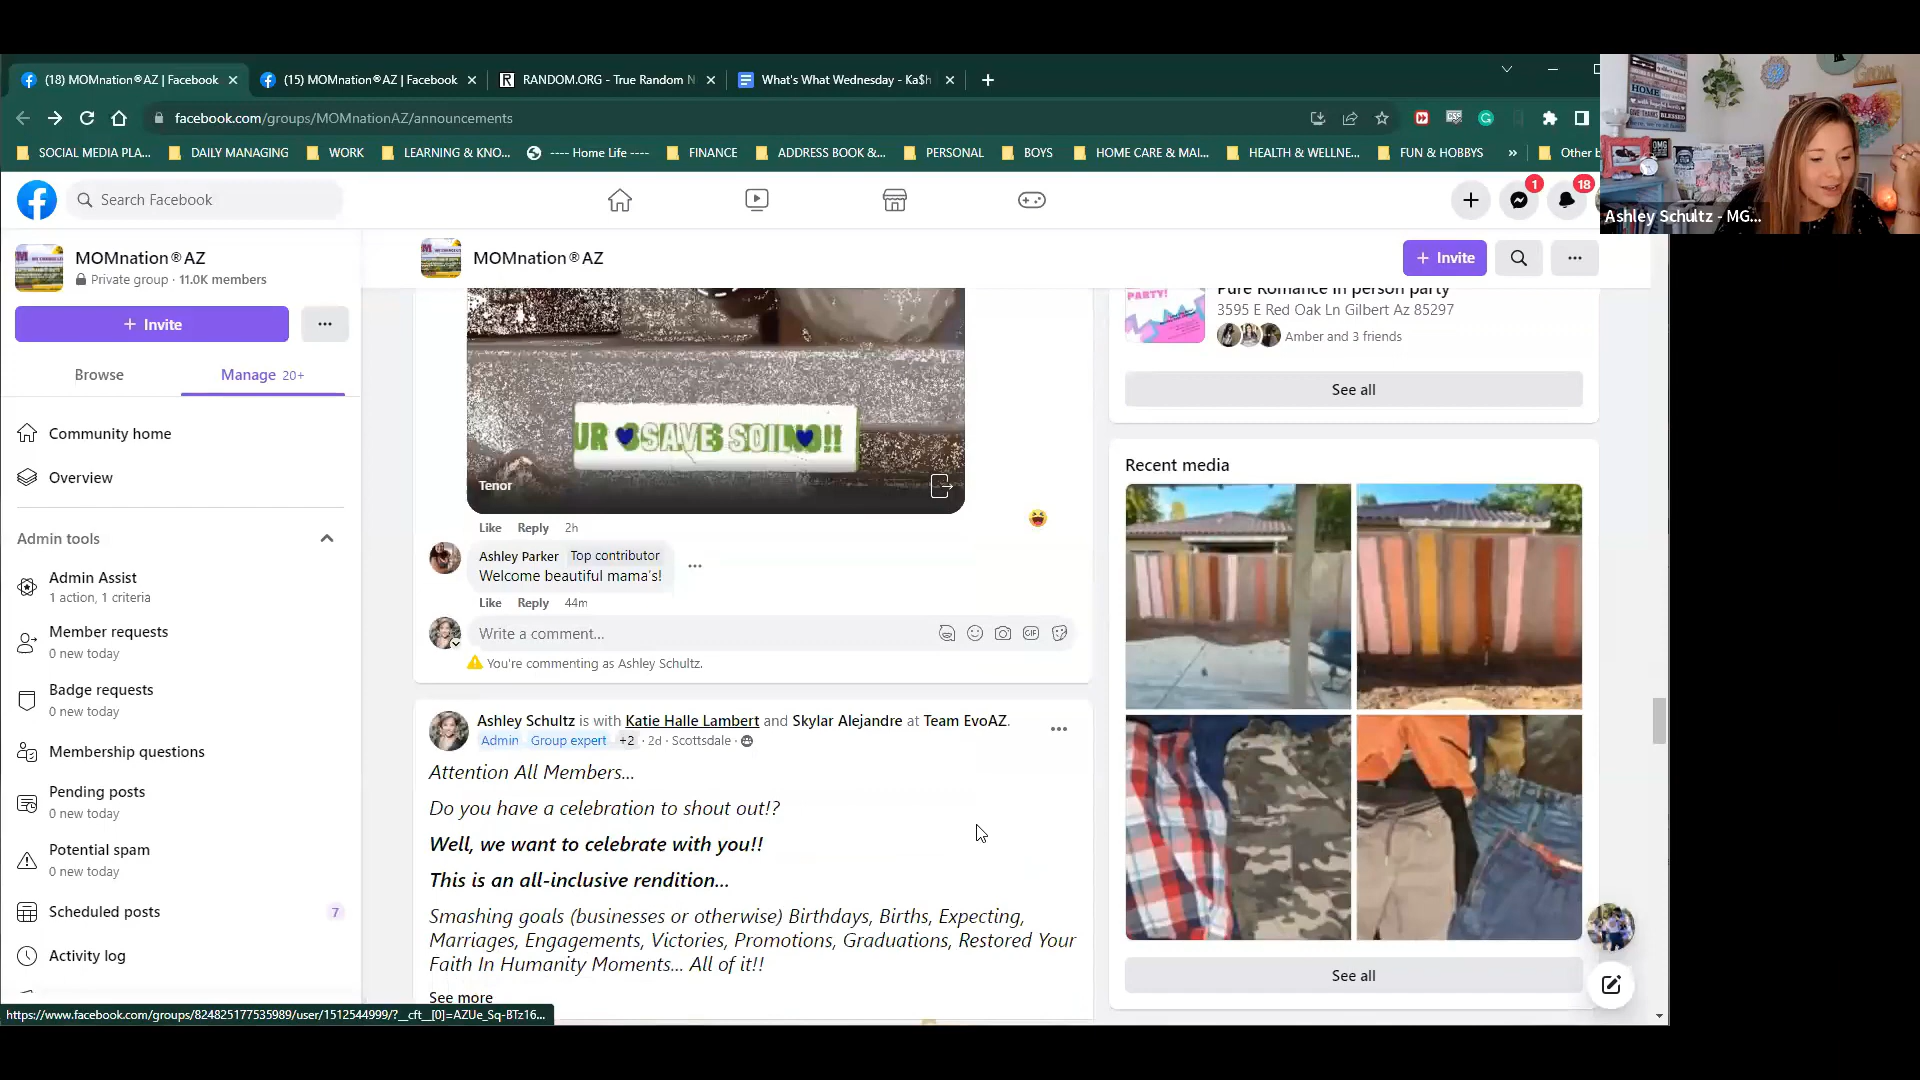 (18) MOMnation®AZ | Facebook
(15) MOMnation®AZ | Facebook
RANDOM.ORG - True Random N
What's What Wednesday - Ka$h
facebook.com/groups/MOMnationAZ/announcements
SOCIAL MEDIA PLA...
DAILY MANAGING
WORK
LEARNING & KNO...
---- Home Life ----
FINANCE
ADDRESS BOOK &...
PERSONAL
BOYS
HOME CARE & MAI...
HEALTH & WELLNE...
FUN & HOBBYS
»
Other b
Ashley Schultz - MG...
Search Facebook
1
18
MOMnation®AZ
Private group · 11.0K members
+ Invite
Browse
Manage 20+
Community home
Overview
Admin tools
Admin Assist
1 action, 1 criteria
Member requests
0 new today
Badge requests
0 new today
Membership questions
Pending posts
0 new today
Potential spam
0 new today
Scheduled posts
7
Activity log
https://www.facebook.com/groups/824825177535989/user/1512544999/?__cft__[0]=AZUe_Sq-BTz16...
MOMnation®AZ
+ Invite
SAVE SOIL
Tenor
Like Reply 2h
Ashley Parker Top contributor
Welcome beautiful mama's!
Like Reply 44m
Write a comment...
You're commenting as Ashley Schultz.
Ashley Schultz is with Katie Halle Lambert and Skylar Alejandre at Team EvoAZ.
Admin Group expert +2 · 2d · Scottsdale ·
Attention All Members...
Do you have a celebration to shout out!?
Well, we want to celebrate with you!!
This is an all-inclusive rendition...
Smashing goals (businesses or otherwise) Birthdays, Births, Expecting,
Marriages, Engagements, Victories, Promotions, Graduations, Restored Your
Faith In Humanity Moments... All of it!!
See more
PARTY!
Pure Romance in person party
3595 E Red Oak Ln Gilbert Az 85297
Amber and 3 friends
See all
Recent media
See all